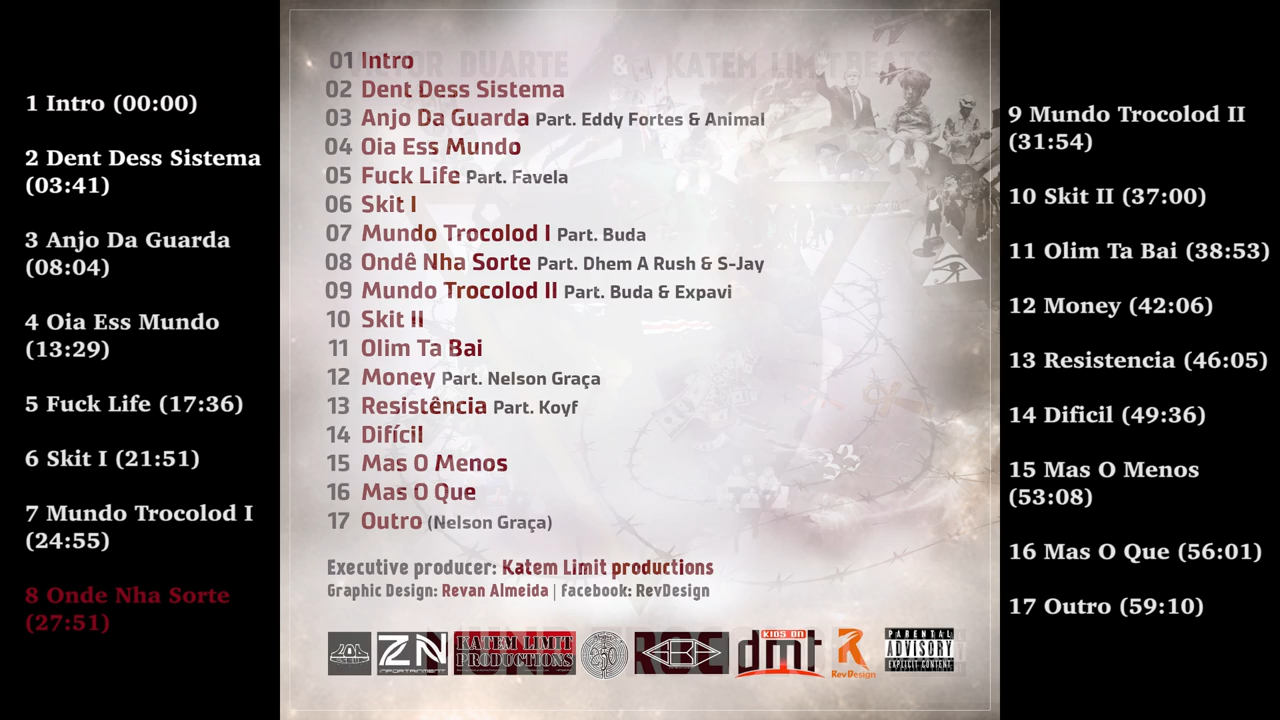 1 Intro (00:00)
2 Dent Dess Sistema
(03:41)
3 Anjo Da Guarda
(08:04)
4 Oia Ess Mundo
(13:29)
5 Fuck Life (17:36)
6 Skit I (21:51)
7 Mundo Trocolod I
(24:55)
8 Onde Nha Sorte
(27:51)
VICTOR DUARTE & KATEM LIMITBEATS
01 Intro
02 Dent Dess Sistema
03 Anjo Da Guarda Part. Eddy Fortes & Animal
04 Oia Ess Mundo
05 Fuck Life Part. Favela
06 Skit I
07 Mundo Trocolod I Part. Buda
08 Ondê Nha Sorte Part. Dhem A Rush & S-Jay
09 Mundo Trocolod II Part. Buda & Expavi
10 Skit II
11 Olim Ta Bai
12 Money Part. Nelson Graça
13 Resistência Part. Koyf
14 Difícil
15 Mas O Menos
16 Mas O Que
17 Outro (Nelson Graça)
Executive producer: Katem Limit productions
Graphic Design: Revan Almeida | Facebook: RevDesign
ZN
INFORTAINMENT
KATEM LIMIT
PRODUCTIONS
KIDS ON
dmt
R
RevDesign
PARENTAL
ADVISORY
EXPLICIT CONTENT
9 Mundo Trocolod II
(31:54)
10 Skit II (37:00)
11 Olim Ta Bai (38:53)
12 Money (42:06)
13 Resistencia (46:05)
14 Dificil (49:36)
15 Mas O Menos
(53:08)
16 Mas O Que (56:01)
17 Outro (59:10)